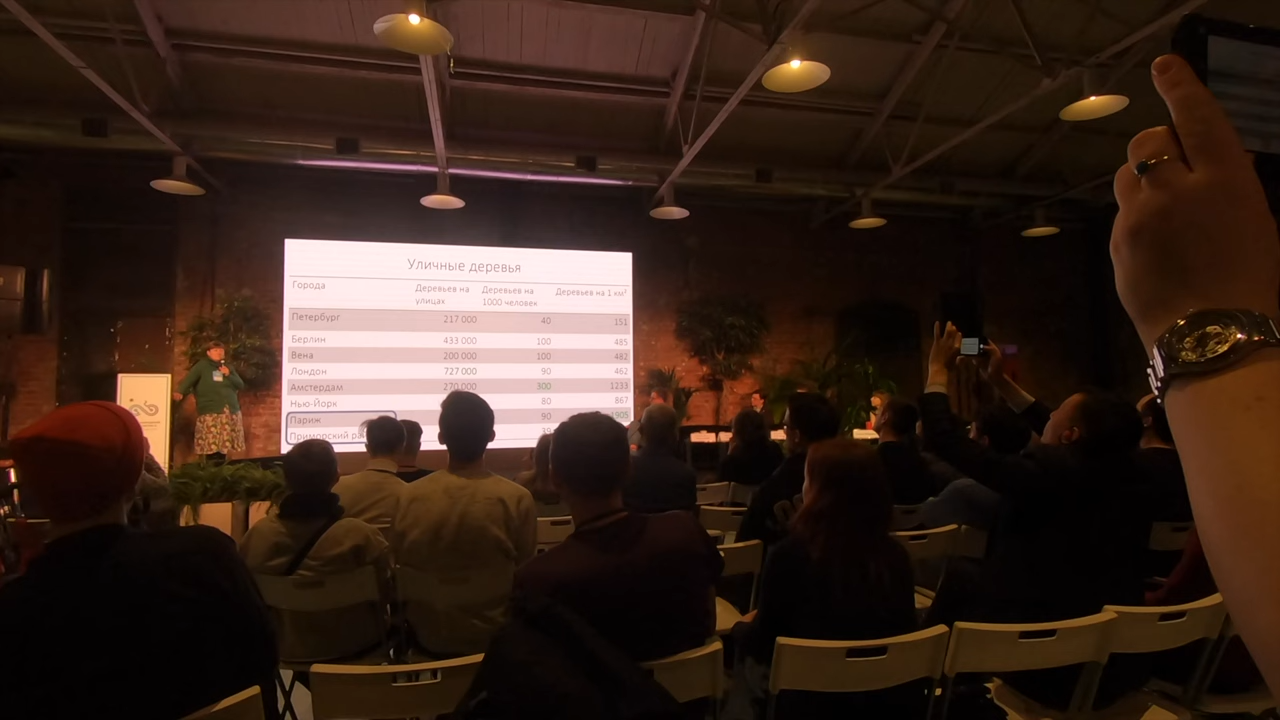 Уличные деревья
Города Деревьев на улицах Деревьев на 1000 человек Деревьев на 1 км²
Петербург 217 000 40 151
Берлин 433 000 100 485
Вена 200 000 100 482
Лондон 727 000 90 462
Амстердам 270 000 300 1233
Нью-Йорк 80 867
Париж 90 1905
Приморский